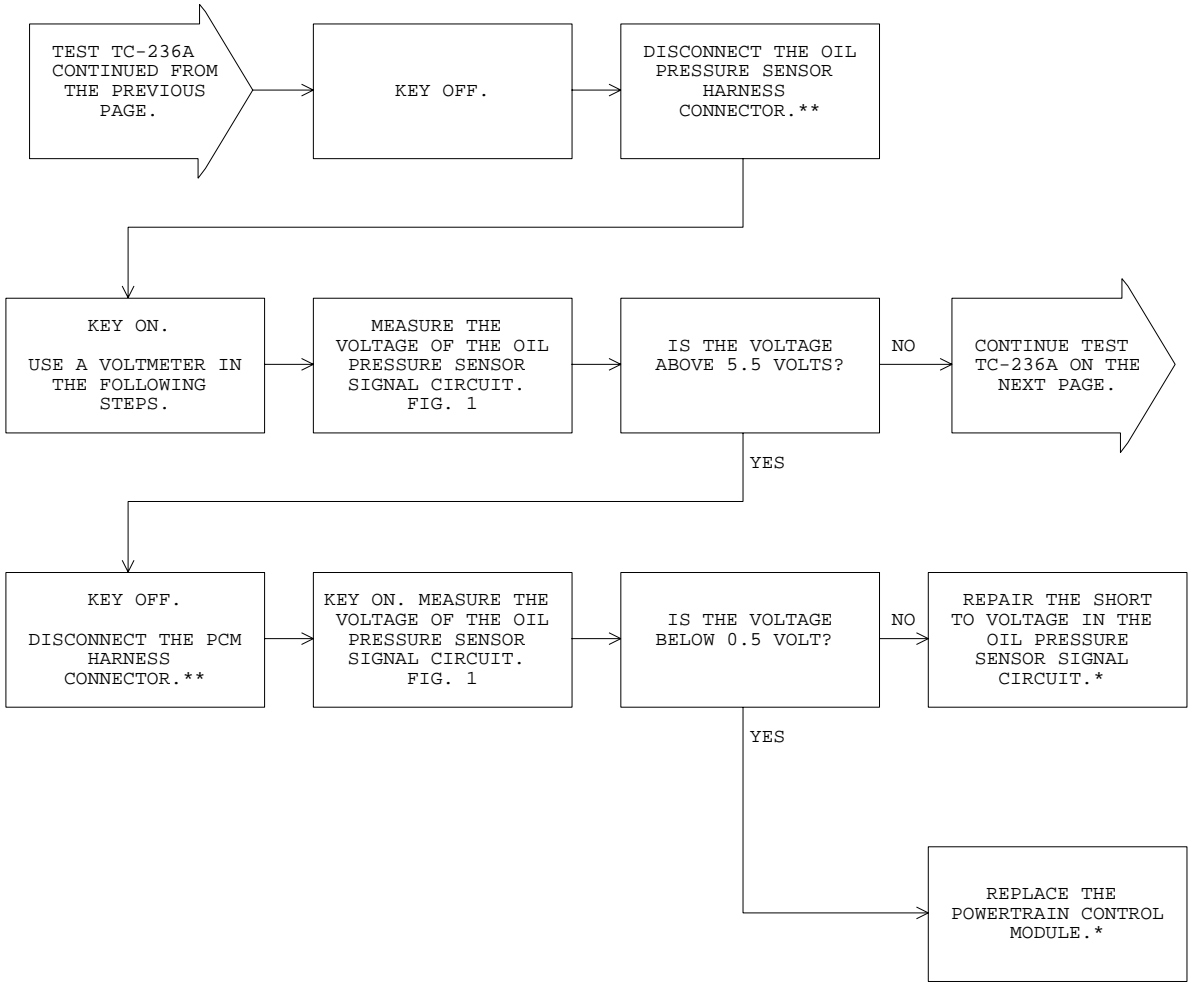 TEST TC-236A
CONTINUED FROM
THE PREVIOUS
PAGE.
KEY OFF.
DISCONNECT THE OIL
PRESSURE SENSOR
HARNESS
CONNECTOR.**
KEY ON.
USE A VOLTMETER IN
THE FOLLOWING
STEPS.
MEASURE THE
VOLTAGE OF THE OIL
PRESSURE SENSOR
SIGNAL CIRCUIT.
FIG. 1
IS THE VOLTAGE
ABOVE 5.5 VOLTS?
NO
CONTINUE TEST
TC-236A ON THE
NEXT PAGE.
YES
KEY OFF.
DISCONNECT THE PCM
HARNESS
CONNECTOR.**
KEY ON. MEASURE THE
VOLTAGE OF THE OIL
PRESSURE SENSOR
SIGNAL CIRCUIT.
FIG. 1
IS THE VOLTAGE
BELOW 0.5 VOLT?
NO
REPAIR THE SHORT
TO VOLTAGE IN THE
OIL PRESSURE
SENSOR SIGNAL
CIRCUIT.*
YES
REPLACE THE
POWERTRAIN CONTROL
MODULE.*